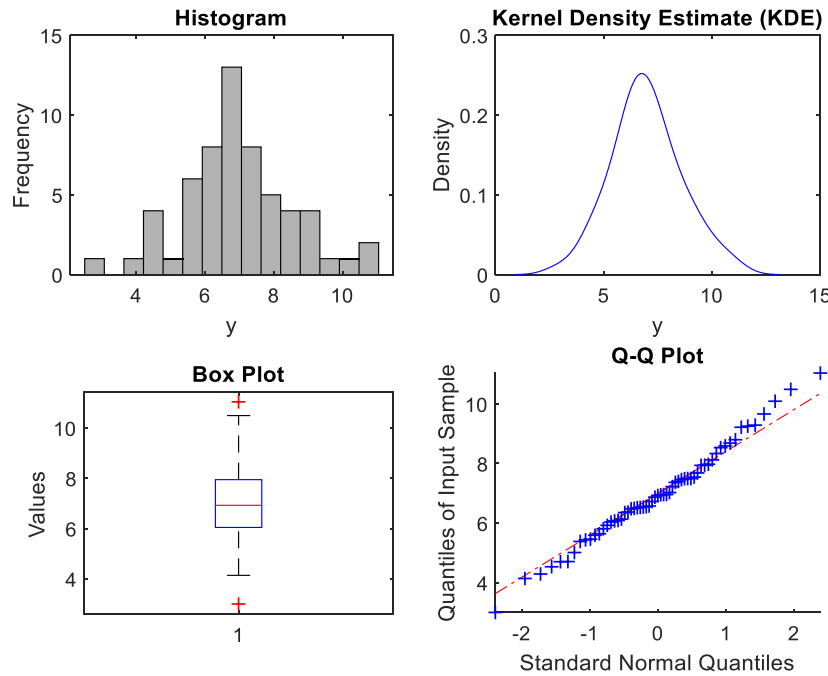 Histogram
15
10
5
0
Frequency
4 6 8 10
y
Kernel Density Estimate (KDE)
0.3
0.2
0.1
0
Density
0 5 10 15
y
Box Plot
10
8
6
4
Values
1
Q-Q Plot
10
8
6
4
Quantiles of Input Sample
-2 -1 0 1 2
Standard Normal Quantiles